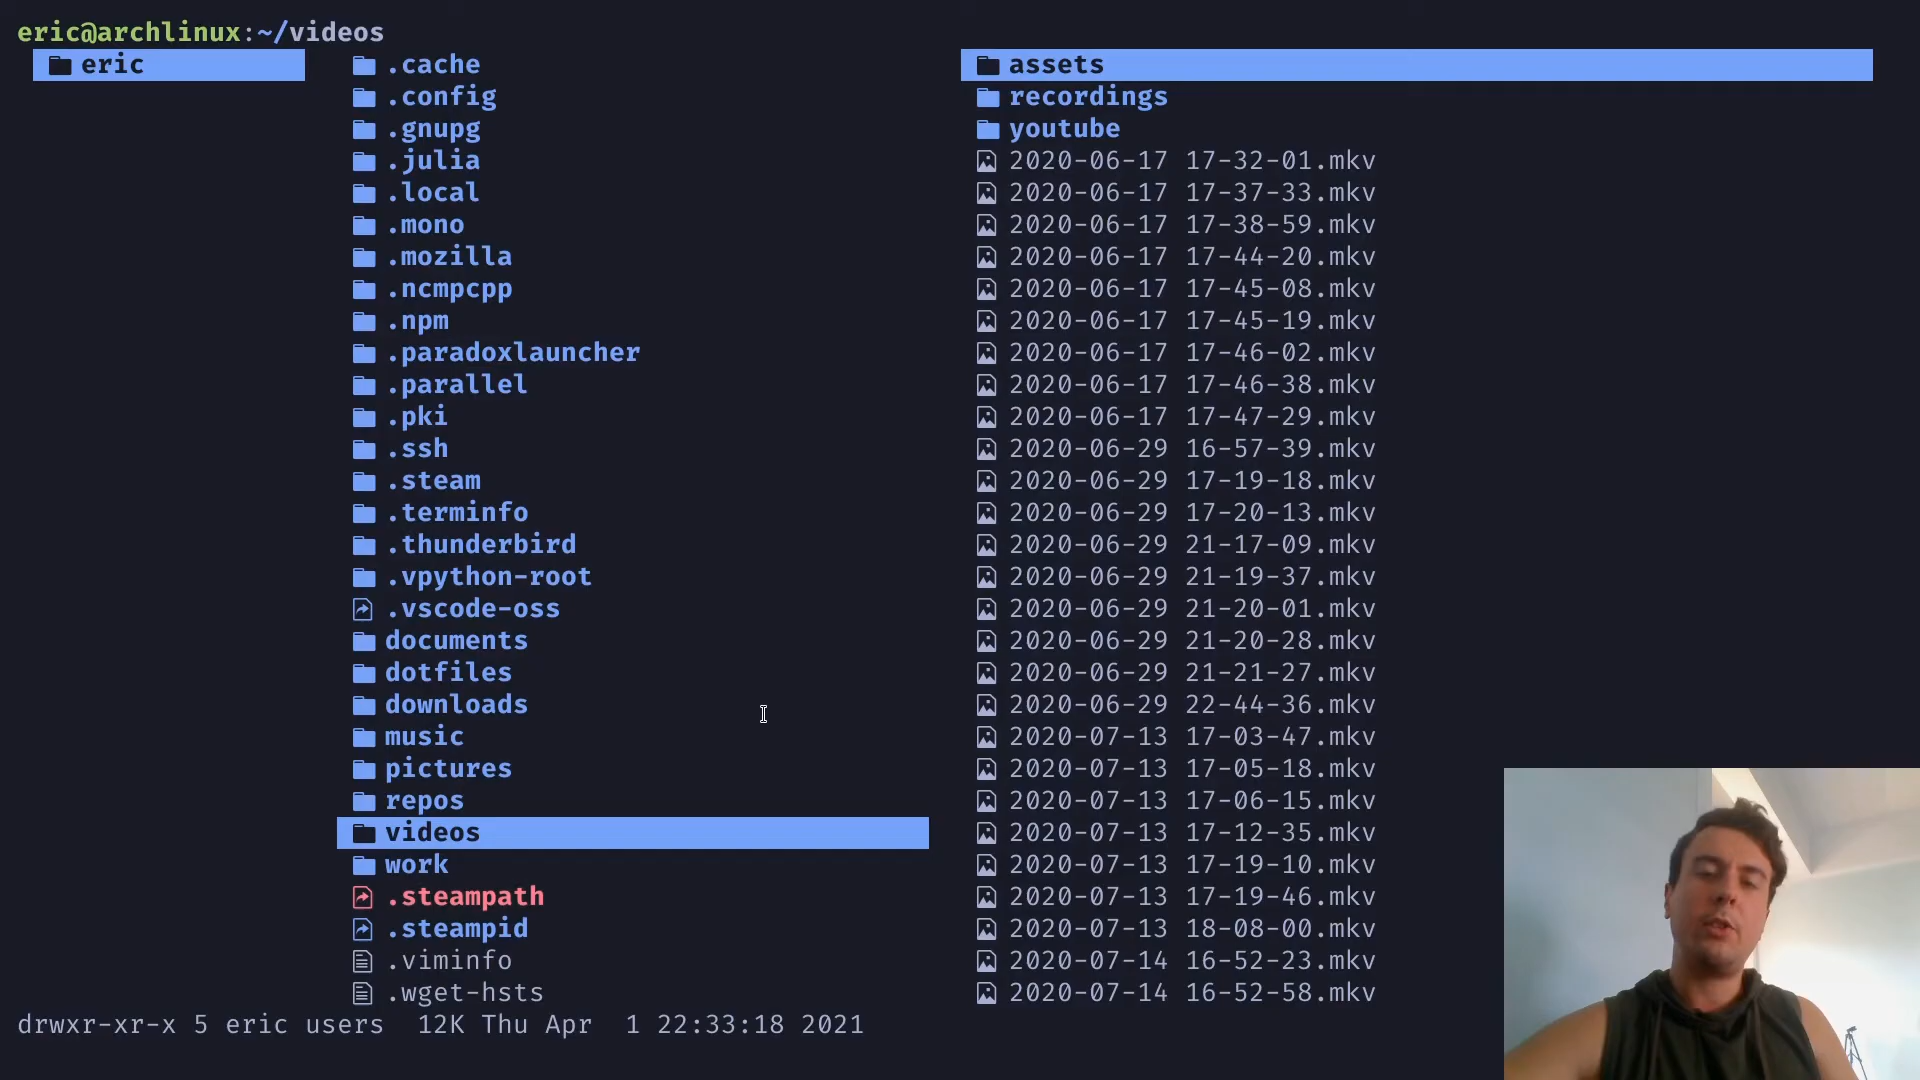 eric@archlinux:~/videos
eric
.cache
.config
.gnupg
.julia
.local
.mono
.mozilla
.ncmpcpp
.npm
.paradoxlauncher
.parallel
.pki
.ssh
.steam
.terminfo
.thunderbird
.vpython-root
.vscode-oss
documents
dotfiles
downloads
music
pictures
repos
videos
work
.steampath
.steampid
.viminfo
.wget-hsts
assets
recordings
youtube
2020-06-17 17-32-01.mkv
2020-06-17 17-37-33.mkv
2020-06-17 17-38-59.mkv
2020-06-17 17-44-20.mkv
2020-06-17 17-45-08.mkv
2020-06-17 17-45-19.mkv
2020-06-17 17-46-02.mkv
2020-06-17 17-46-38.mkv
2020-06-17 17-47-29.mkv
2020-06-29 16-57-39.mkv
2020-06-29 17-19-18.mkv
2020-06-29 17-20-13.mkv
2020-06-29 21-17-09.mkv
2020-06-29 21-19-37.mkv
2020-06-29 21-20-01.mkv
2020-06-29 21-20-28.mkv
2020-06-29 21-21-27.mkv
2020-06-29 22-44-36.mkv
2020-07-13 17-03-47.mkv
2020-07-13 17-05-18.mkv
2020-07-13 17-06-15.mkv
2020-07-13 17-12-35.mkv
2020-07-13 17-19-10.mkv
2020-07-13 17-19-46.mkv
2020-07-13 18-08-00.mkv
2020-07-14 16-52-23.mkv
2020-07-14 16-52-58.mkv
drwxr-xr-x 5 eric users 12K Thu Apr 1 22:33:18 2021